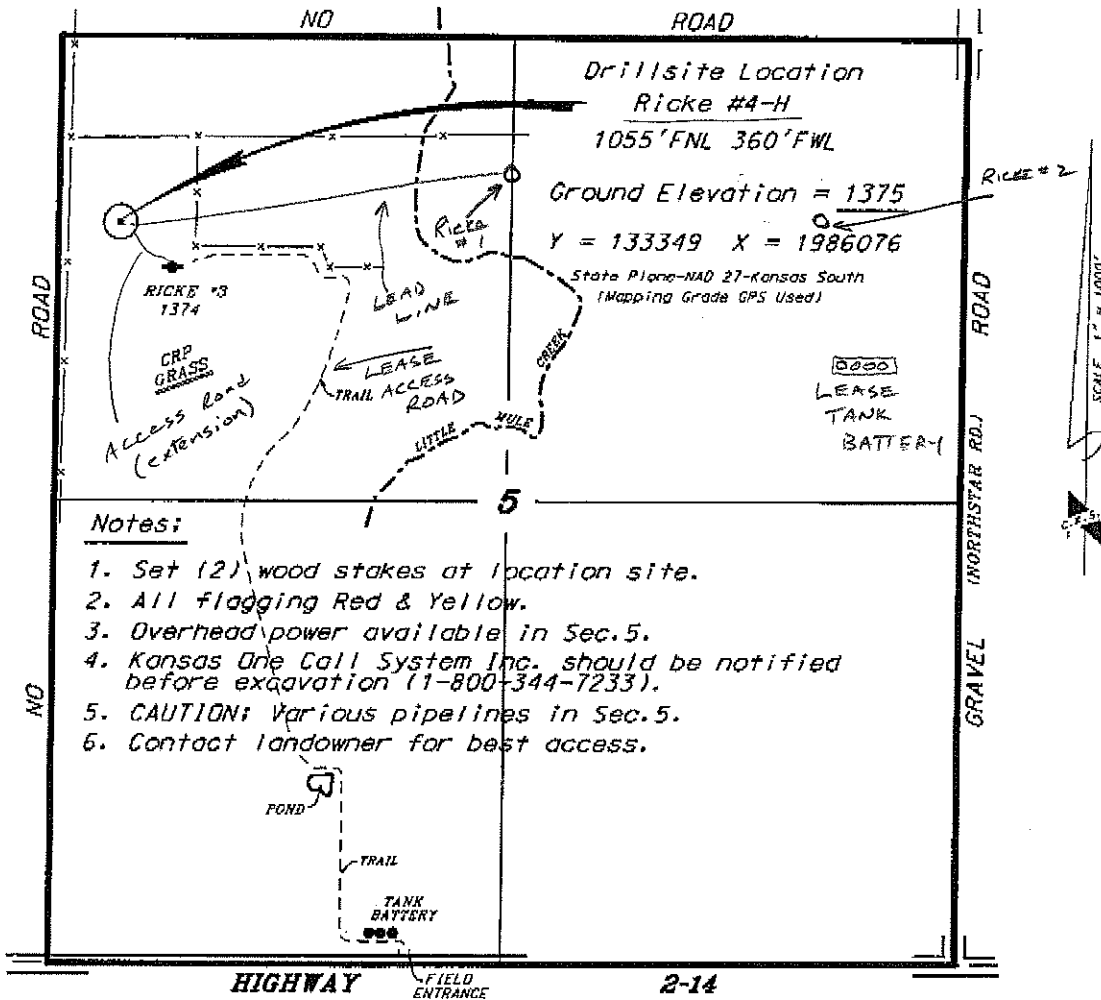 NO ROAD
Drillsite Location
Ricke #4-H
1055'FNL 360'FWL
Ground Elevation = 1375
RICKE #2
Y = 133349 X = 1986076
State Plane-NAD 27-Kansas South
(Mapping Grade GPS Used)
Ricke
#1
RICKE #3
1374
LEAD
LINE
ROAD
ROAD
CRP
GRASS
Access Road
(extension)
LEASE
ACCESS
ROAD
TRAIL
LITTLE MULE CREEK
0000
LEASE
TANK
BATTERY
SCALE 1" = 1000'
5
(NORTHSTAR RD.)
Notes:
1. Set (2) wood stakes at location site.
2. All flagging Red & Yellow.
3. Overhead power available in Sec.5.
4. Kansas One Call System Inc. should be notified
before excavation (1-800-344-7233).
5. CAUTION: Various pipelines in Sec.5.
6. Contact landowner for best access.
NO
GRAVEL
POND
TRAIL
TANK
BATTERY
HIGHWAY 2-14
FIELD
ENTRANCE